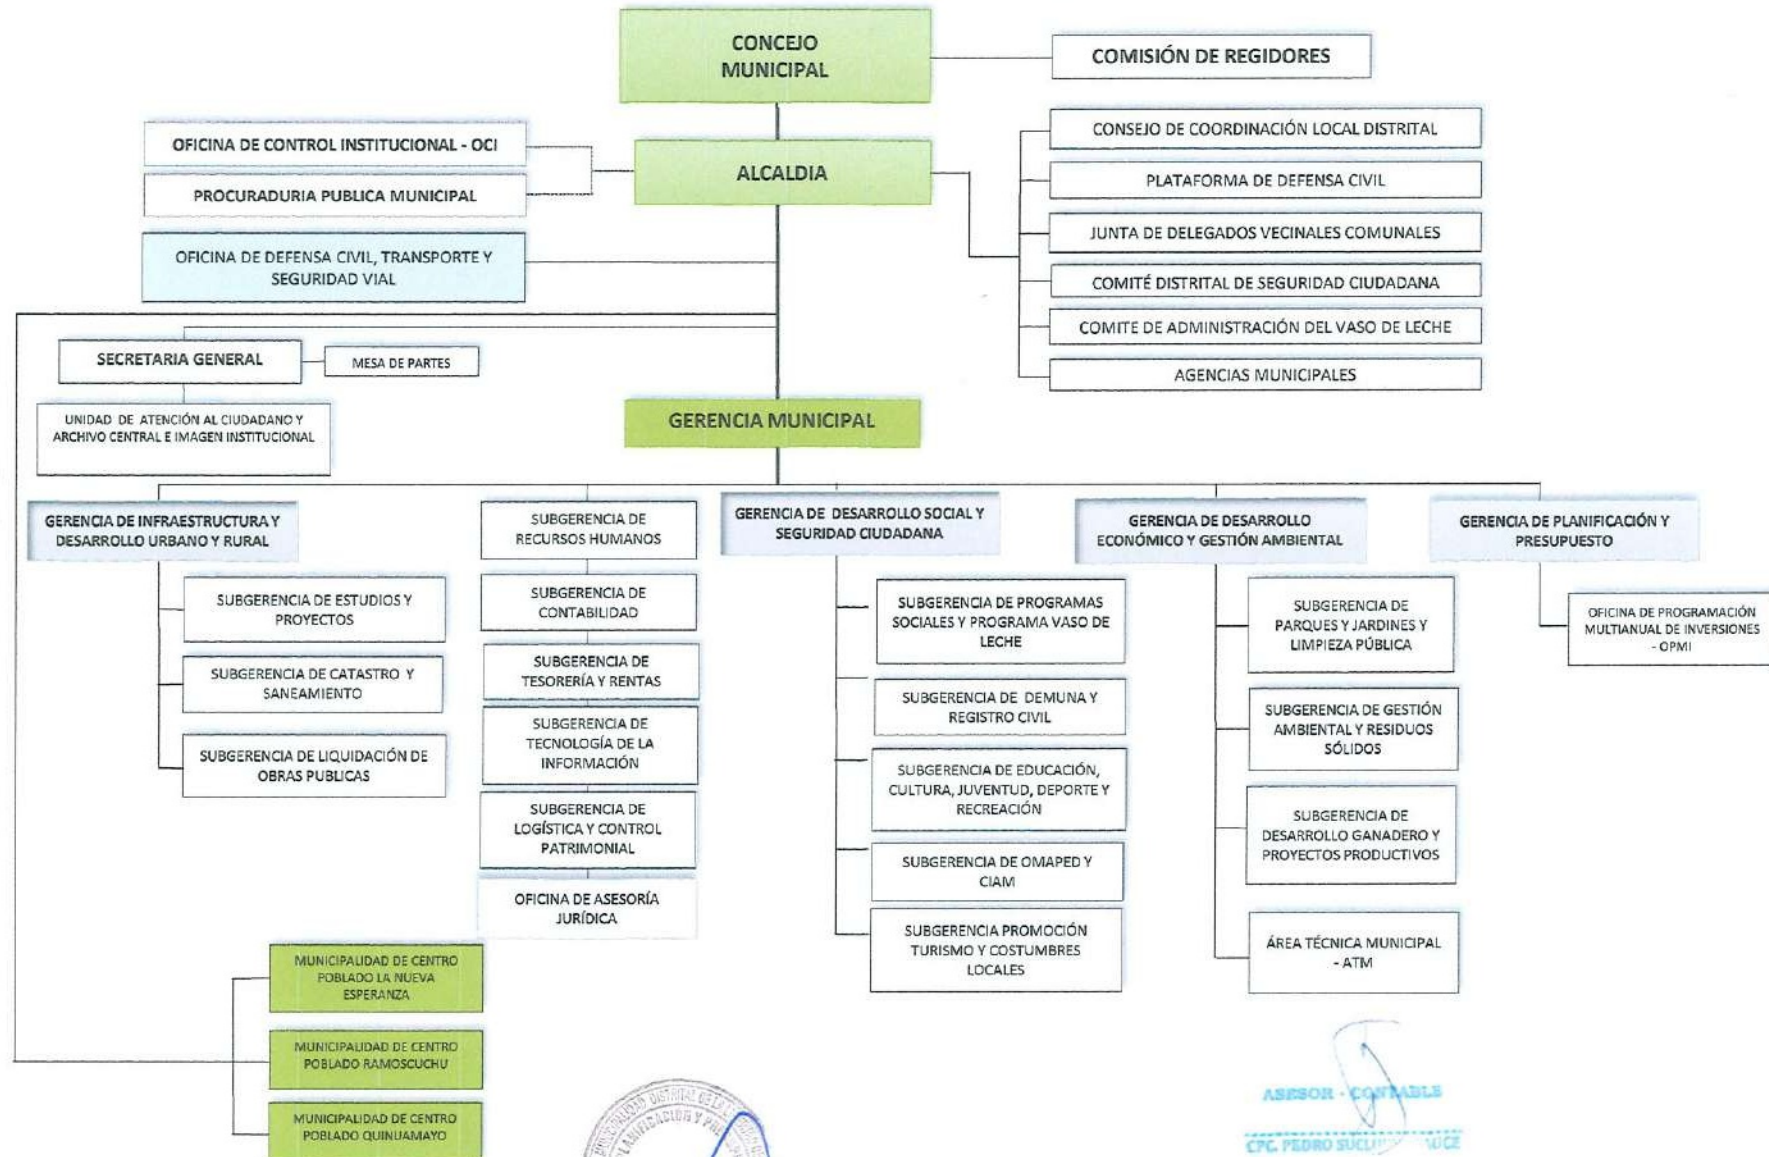 CONCEJO
MUNICIPAL
COMISIÓN DE REGIDORES
OFICINA DE CONTROL INSTITUCIONAL - OCI
PROCURADURIA PUBLICA MUNICIPAL
ALCALDIA
CONSEJO DE COORDINACIÓN LOCAL DISTRITAL
PLATAFORMA DE DEFENSA CIVIL
JUNTA DE DELEGADOS VECINALES COMUNALES
COMITÉ DISTRITAL DE SEGURIDAD CIUDADANA
COMITE DE ADMINISTRACIÓN DEL VASO DE LECHE
AGENCIAS MUNICIPALES
OFICINA DE DEFENSA CIVIL, TRANSPORTE Y
SEGURIDAD VIAL
SECRETARIA GENERAL
MESA DE PARTES
UNIDAD DE ATENCIÓN AL CIUDADANO Y
ARCHIVO CENTRAL E IMAGEN INSTITUCIONAL
GERENCIA MUNICIPAL
GERENCIA DE INFRAESTRUCTURA Y
DESARROLLO URBANO Y RURAL
SUBGERENCIA DE ESTUDIOS Y
PROYECTOS
SUBGERENCIA DE CATASTRO Y
SANEAMIENTO
SUBGERENCIA DE LIQUIDACIÓN DE
OBRAS PUBLICAS
SUBGERENCIA DE
RECURSOS HUMANOS
SUBGERENCIA DE
CONTABILIDAD
SUBGERENCIA DE
TESORERÍA Y RENTAS
SUBGERENCIA DE
TECNOLOGÍA DE LA
INFORMACIÓN
SUBGERENCIA DE
LOGÍSTICA Y CONTROL
PATRIMONIAL
OFICINA DE ASESORÍA
JURÍDICA
GERENCIA DE DESARROLLO SOCIAL Y
SEGURIDAD CIUDADANA
SUBGERENCIA DE PROGRAMAS
SOCIALES Y PROGRAMA VASO DE
LECHE
SUBGERENCIA DE DEMUNA Y
REGISTRO CIVIL
SUBGERENCIA DE EDUCACIÓN,
CULTURA, JUVENTUD, DEPORTE Y
RECREACIÓN
SUBGERENCIA DE OMAPED Y
CIAM
SUBGERENCIA PROMOCIÓN
TURISMO Y COSTUMBRES
LOCALES
GERENCIA DE DESARROLLO
ECONÓMICO Y GESTIÓN AMBIENTAL
SUBGERENCIA DE
PARQUES Y JARDINES Y
LIMPIEZA PÚBLICA
SUBGERENCIA DE GESTIÓN
AMBIENTAL Y RESIDUOS
SÓLIDOS
SUBGERENCIA DE
DESARROLLO GANADERO Y
PROYECTOS PRODUCTIVOS
ÁREA TÉCNICA MUNICIPAL
- ATM
GERENCIA DE PLANIFICACIÓN Y
PRESUPUESTO
OFICINA DE PROGRAMACIÓN
MULTIANUAL DE INVERSIONES
- OPMI
MUNICIPALIDAD DE CENTRO
POBLADO LA NUEVA
ESPERANZA
MUNICIPALIDAD DE CENTRO
POBLADO RAMOSCUCHU
MUNICIPALIDAD DE CENTRO
POBLADO QUINUAMAYO
DISTRITAL DE LA
PLANIFICACION Y
ASESOR - CONTABLE
CPC. PEDRO